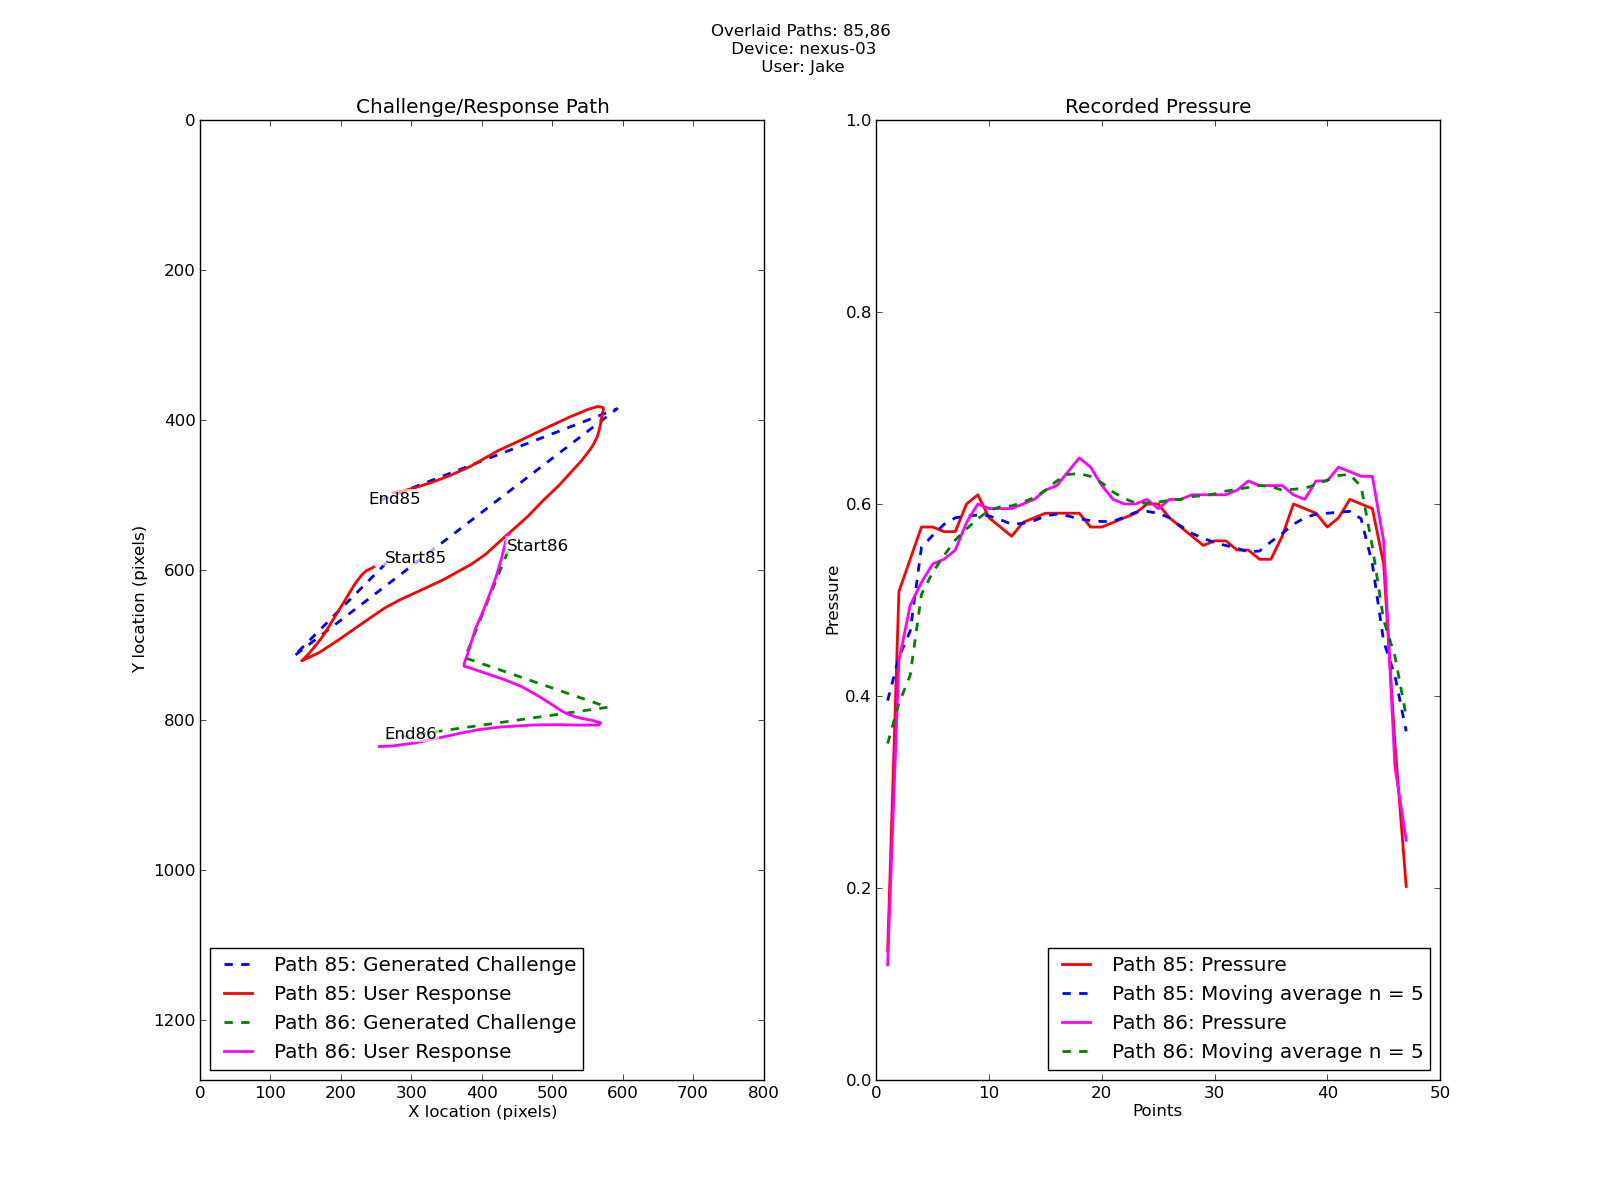 Overlaid Paths: 85,86
Device: nexus-03
User: Jake
Challenge/Response Path
0
200
400
600
800
1000
1200
Y location (pixels)
End85
Start85
Start86
End86
Path 85: Generated Challenge
Path 85: User Response
Path 86: Generated Challenge
Path 86: User Response
0 100 200 300 400 500 600 700 800
X location (pixels)
Recorded Pressure
1.0
0.8
0.6
0.4
0.2
0.0
Pressure
Path 85: Pressure
Path 85: Moving average n = 5
Path 86: Pressure
Path 86: Moving average n = 5
0 10 20 30 40 50
Points